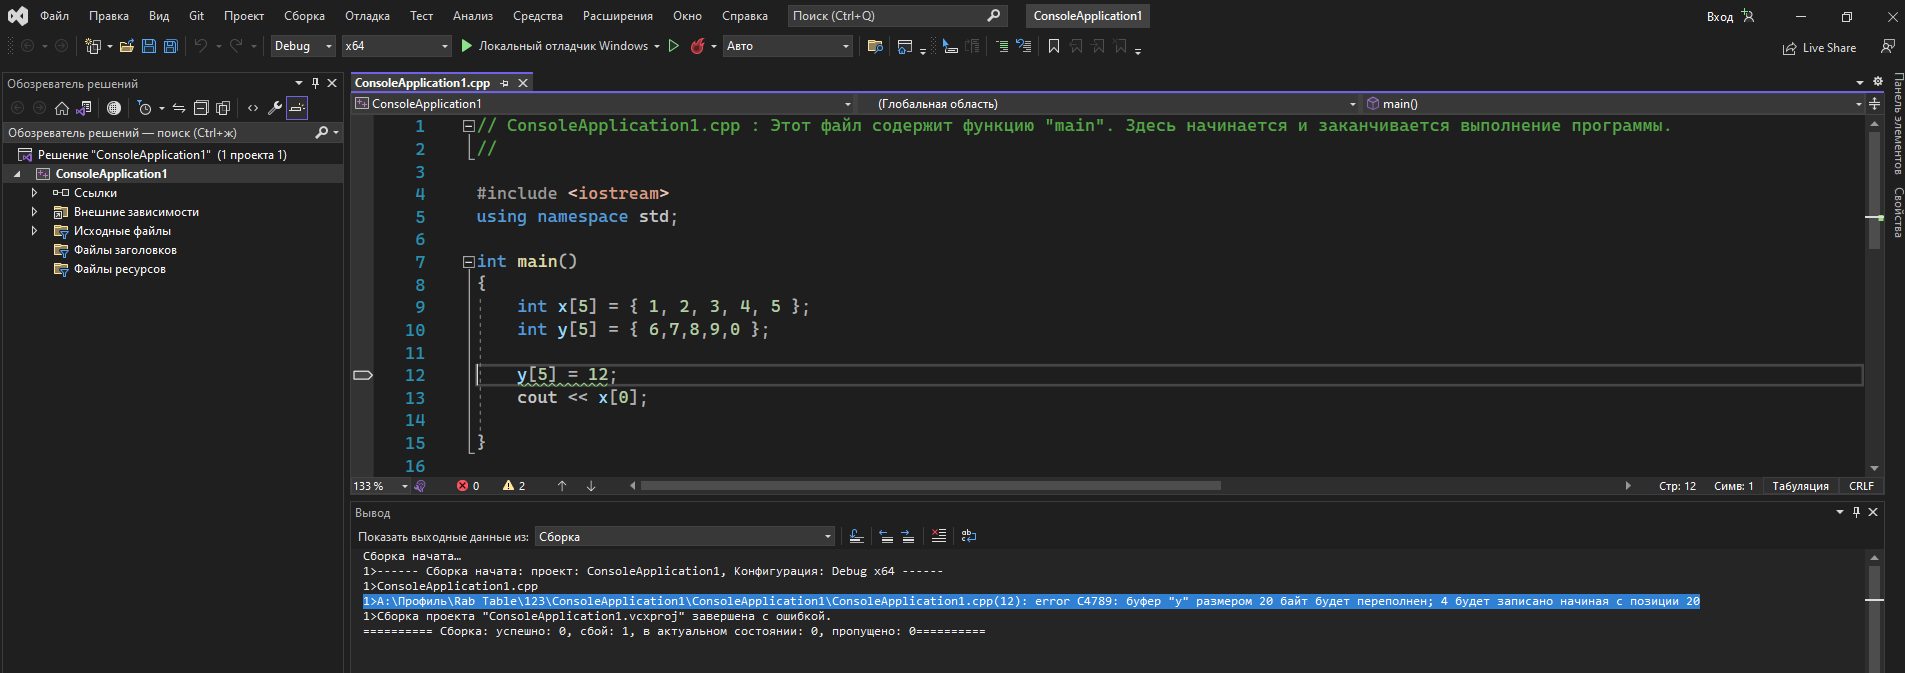 Файл Правка Вид Git Проект Сборка Отладка Тест Анализ Средства Расширения Окно Справка Поиск (Ctrl+Q) ConsoleApplication1 Вход
Debug x64 Локальный отладчик Windows Авто Live Share
Обозреватель решений
Обозреватель решений — поиск (Ctrl+ж)
Решение "ConsoleApplication1" (1 проекта 1)
ConsoleApplication1
Ссылки
Внешние зависимости
Исходные файлы
Файлы заголовков
Файлы ресурсов
ConsoleApplication1.cpp
ConsoleApplication1 (Глобальная область) main()
1 // ConsoleApplication1.cpp : Этот файл содержит функцию "main". Здесь начинается и заканчивается выполнение программы.
2 //
3
4 #include <iostream>
5 using namespace std;
6
7 int main()
8 {
9 int x[5] = { 1, 2, 3, 4, 5 };
10 int y[5] = { 6,7,8,9,0 };
11
12 y[5] = 12;
13 cout << x[0];
14
15 }
16
133 % 0 2 Стр: 12 Симв: 1 Табуляция CRLF
Вывод
Показать выходные данные из: Сборка
Сборка начата…
1>------ Сборка начата: проект: ConsoleApplication1, Конфигурация: Debug x64 ------
1>ConsoleApplication1.cpp
1>A:\Профиль\Rab Table\123\ConsoleApplication1\ConsoleApplication1\ConsoleApplication1.cpp(12): error C4789: буфер "y" размером 20 байт будет переполнен; 4 будет записано начиная с позиции 20
1>Сборка проекта "ConsoleApplication1.vcxproj" завершена с ошибкой.
========== Сборка: успешно: 0, сбой: 1, в актуальном состоянии: 0, пропущено: 0==========
Панель элементов
Свойства